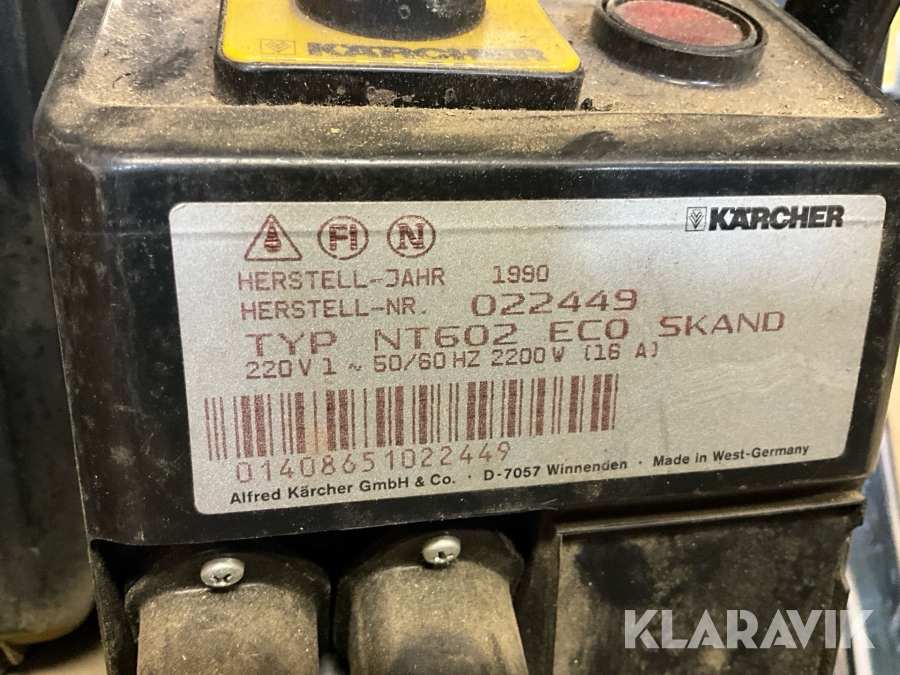 KÄRCHER
KÄRCHER
FI N
HERSTELL-JAHR 1990
HERSTELL-NR. 022449
TYP NT602 ECO SKAND
220V 1 ~ 50/60 HZ 2200 W (16 A)
01408651022449
Alfred Kärcher GmbH & Co. · D-7057 Winnenden · Made in West-Germany
KLARAVIK